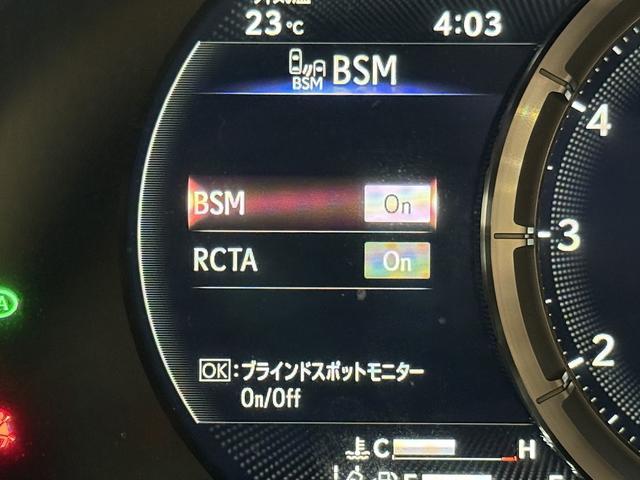 23℃
4:03
BSM BSM
4
BSM On
3
RCTA On
A
2
OK:ブラインドスポットモニター
On/Off
C H